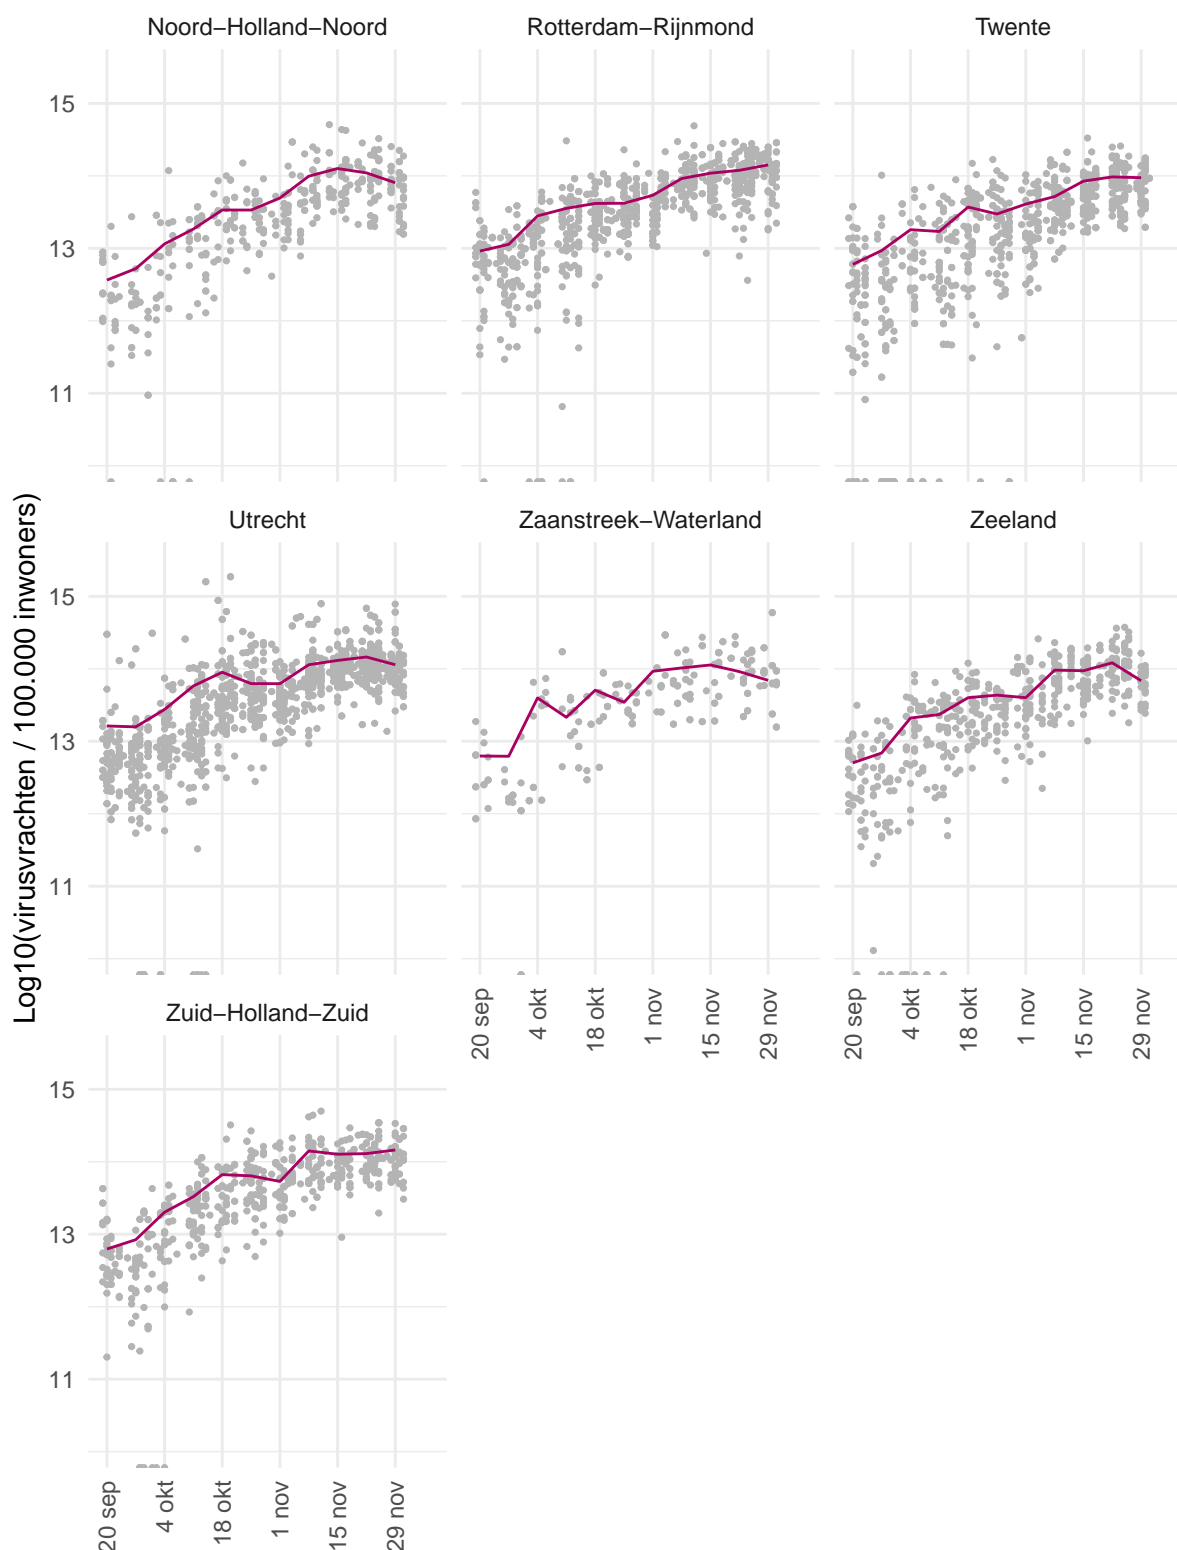 Noord−Holland−Noord
Rotterdam−Rijnmond
Twente
15
13
11
Utrecht
Zaanstreek−Waterland
Zeeland
15
13
11
Log10(virusvrachten / 100.000 inwoners)
20 sep
4 okt
18 okt
1 nov
15 nov
29 nov
20 sep
4 okt
18 okt
1 nov
15 nov
29 nov
Zuid−Holland−Zuid
15
13
11
20 sep
4 okt
18 okt
1 nov
15 nov
29 nov